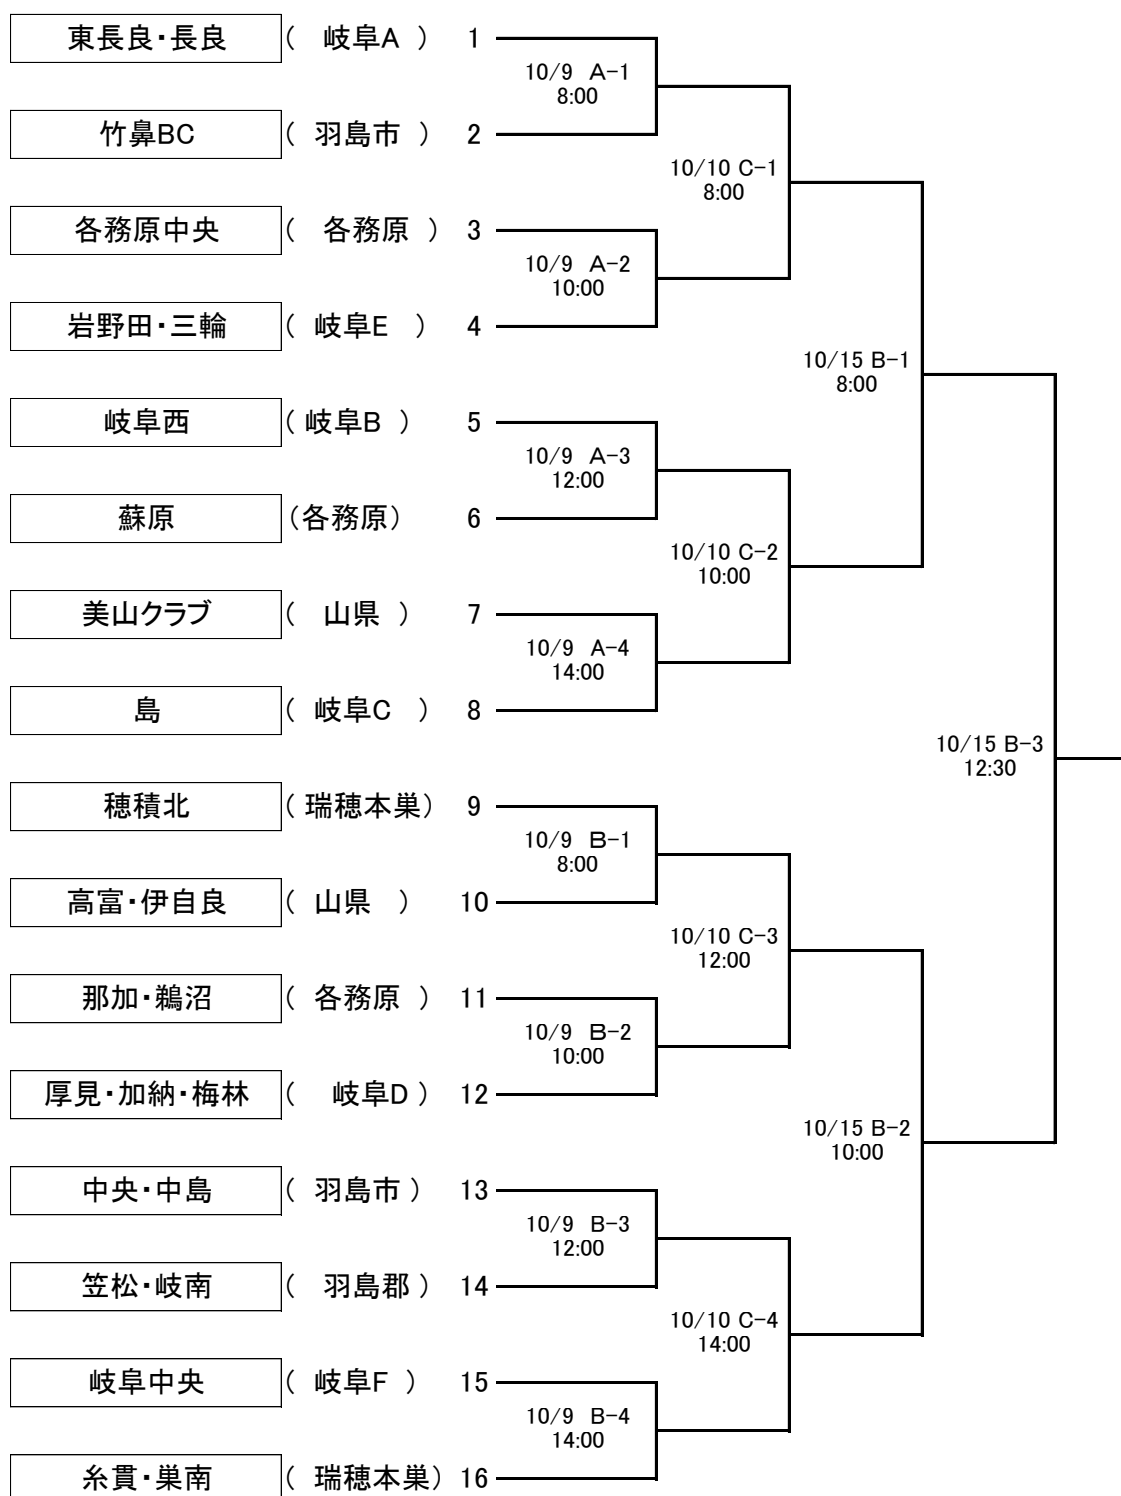 東長良・長良 ( 岐阜A ) 1
10/9 A-1
8:00
竹鼻BC ( 羽島市 ) 2
10/10 C-1
8:00
各務原中央 ( 各務原 ) 3
10/9 A-2
10:00
岩野田・三輪 ( 岐阜E ) 4
10/15 B-1
8:00
岐阜西 ( 岐阜B ) 5
10/9 A-3
12:00
蘇原 (各務原) 6
10/10 C-2
10:00
美山クラブ ( 山県 ) 7
10/9 A-4
14:00
島 ( 岐阜C ) 8
10/15 B-3
12:30
穂積北 ( 瑞穂本巣) 9
10/9 B-1
8:00
高富・伊自良 ( 山県 ) 10
10/10 C-3
12:00
那加・鵜沼 ( 各務原 ) 11
10/9 B-2
10:00
厚見・加納・梅林 ( 岐阜D ) 12
10/15 B-2
10:00
中央・中島 ( 羽島市 ) 13
10/9 B-3
12:00
笠松・岐南 ( 羽島郡 ) 14
10/10 C-4
14:00
岐阜中央 ( 岐阜F ) 15
10/9 B-4
14:00
糸貫・巣南 ( 瑞穂本巣) 16